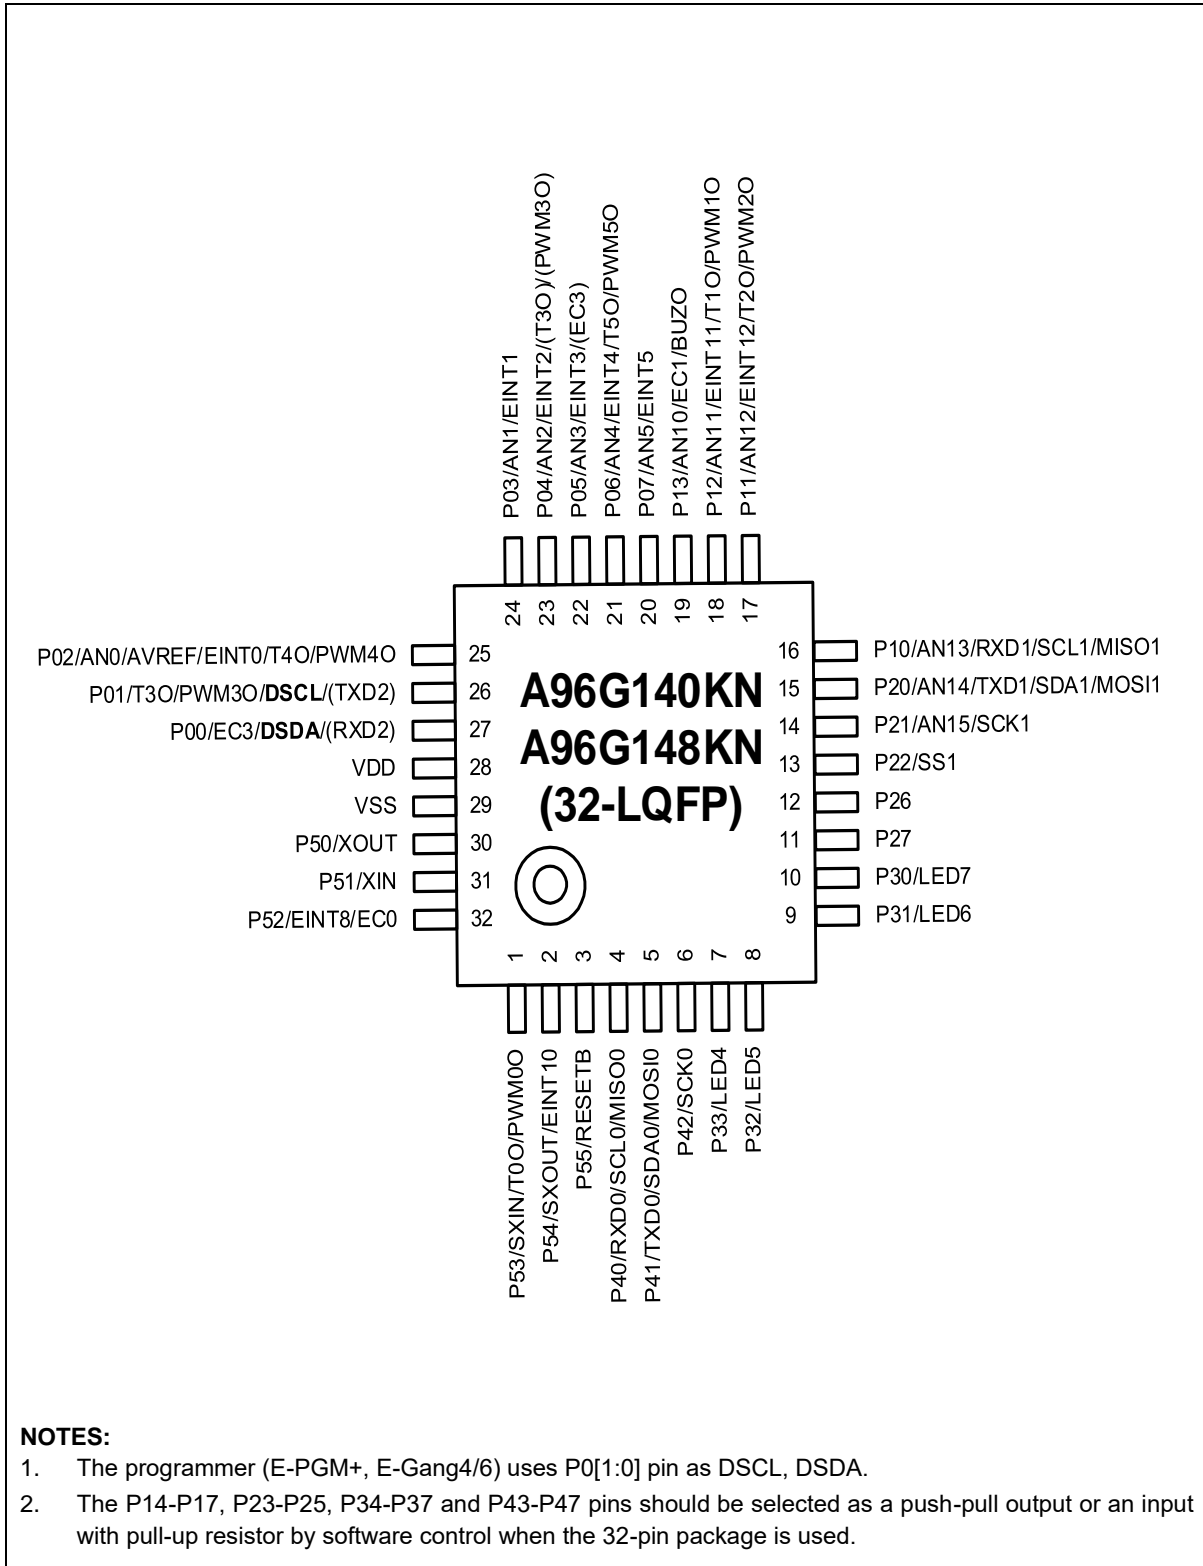 P03/AN1/EINT1
P04/AN2/EINT2/(T3O)/(PWM3O)
P05/AN3/EINT3/(EC3)
P06/AN4/EINT4/T5O/PWM5O
P07/AN5/EINT5
P13/AN10/EC1/BUZO
P12/AN11/EINT11/T1O/PWM1O
P11/AN12/EINT12/T2O/PWM2O
24
23
22
21
20
19
18
17
P02/AN0/AVREF/EINT0/T4O/PWM4O
25
P01/T3O/PWM3O/DSCL/(TXD2)
26
P00/EC3/DSDA/(RXD2)
27
VDD
28
VSS
29
P50/XOUT
30
P51/XIN
31
P52/EINT8/EC0
32
A96G140KN
A96G148KN
(32-LQFP)
16
P10/AN13/RXD1/SCL1/MISO1
15
P20/AN14/TXD1/SDA1/MOSI1
14
P21/AN15/SCK1
13
P22/SS1
12
P26
11
P27
10
P30/LED7
9
P31/LED6
1
2
3
4
5
6
7
8
P53/SXIN/T0O/PWM0O
P54/SXOUT/EINT10
P55/RESETB
P40/RXD0/SCL0/MISO0
P41/TXD0/SDA0/MOSI0
P42/SCK0
P33/LED4
P32/LED5
NOTES:
1. The programmer (E-PGM+, E-Gang4/6) uses P0[1:0] pin as DSCL, DSDA.
2. The P14-P17, P23-P25, P34-P37 and P43-P47 pins should be selected as a push-pull output or an input
with pull-up resistor by software control when the 32-pin package is used.